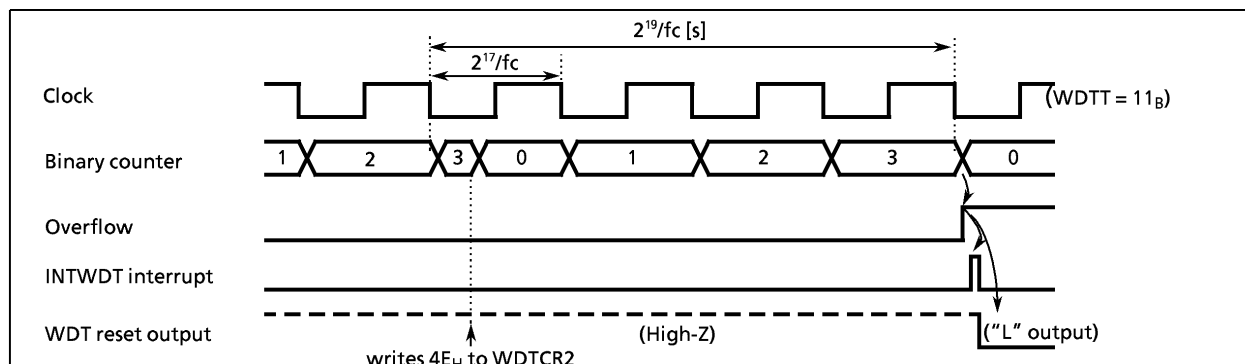 2¹⁹/fc [s]
2¹⁷/fc
Clock
(WDTT = 11B)
Binary counter
1 2 3 0 1 2 3 0
Overflow
INTWDT interrupt
WDT reset output
(High-Z)
("L" output)
writes 4EH to WDTCR2